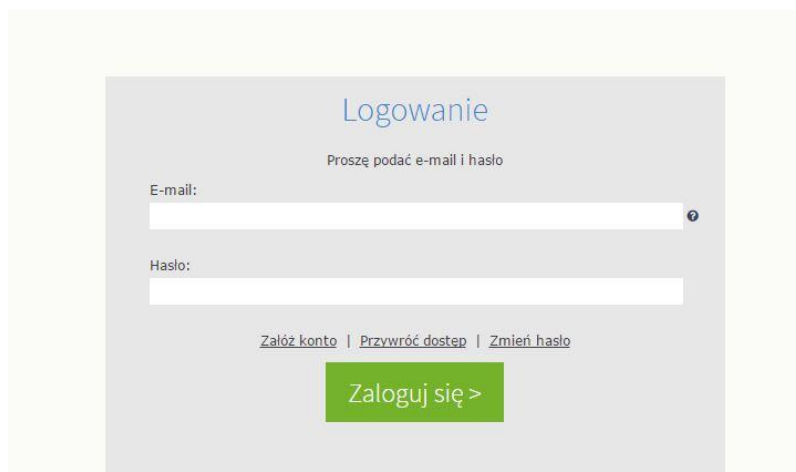 Logowanie
Proszę podać e-mail i hasło
E-mail:
?
Hasło:
Załóż konto | Przywróć dostęp | Zmień hasło
Zaloguj się >